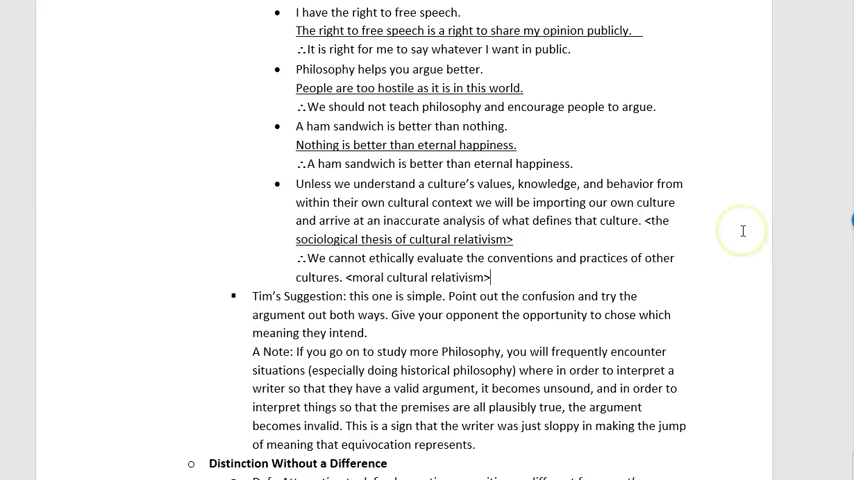 • I have the right to free speech.
The right to free speech is a right to share my opinion publicly.
∴It is right for me to say whatever I want in public.
• Philosophy helps you argue better.
People are too hostile as it is in this world.
∴We should not teach philosophy and encourage people to argue.
• A ham sandwich is better than nothing.
Nothing is better than eternal happiness.
∴A ham sandwich is better than eternal happiness.
• Unless we understand a culture's values, knowledge, and behavior from
within their own cultural context we will be importing our own culture
and arrive at an inaccurate analysis of what defines that culture. <the
sociological thesis of cultural relativism>
∴We cannot ethically evaluate the conventions and practices of other
cultures. <moral cultural relativism>
▪ Tim's Suggestion: this one is simple. Point out the confusion and try the
argument out both ways. Give your opponent the opportunity to chose which
meaning they intend.
A Note: If you go on to study more Philosophy, you will frequently encounter
situations (especially doing historical philosophy) where in order to interpret a
writer so that they have a valid argument, it becomes unsound, and in order to
interpret things so that the premises are all plausibly true, the argument
becomes invalid. This is a sign that the writer was just sloppy in making the jump
of meaning that equivocation represents.
o Distinction Without a Difference